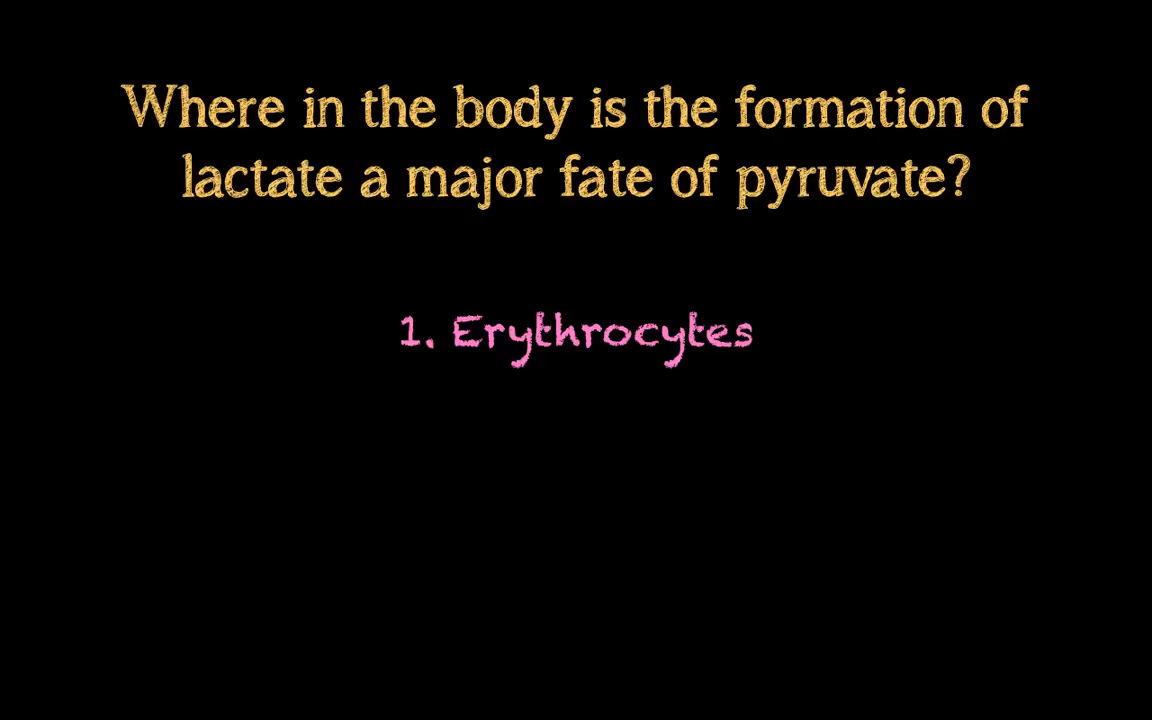 Where in the body is the formation of
lactate a major fate of pyruvate?
1. Erythrocytes